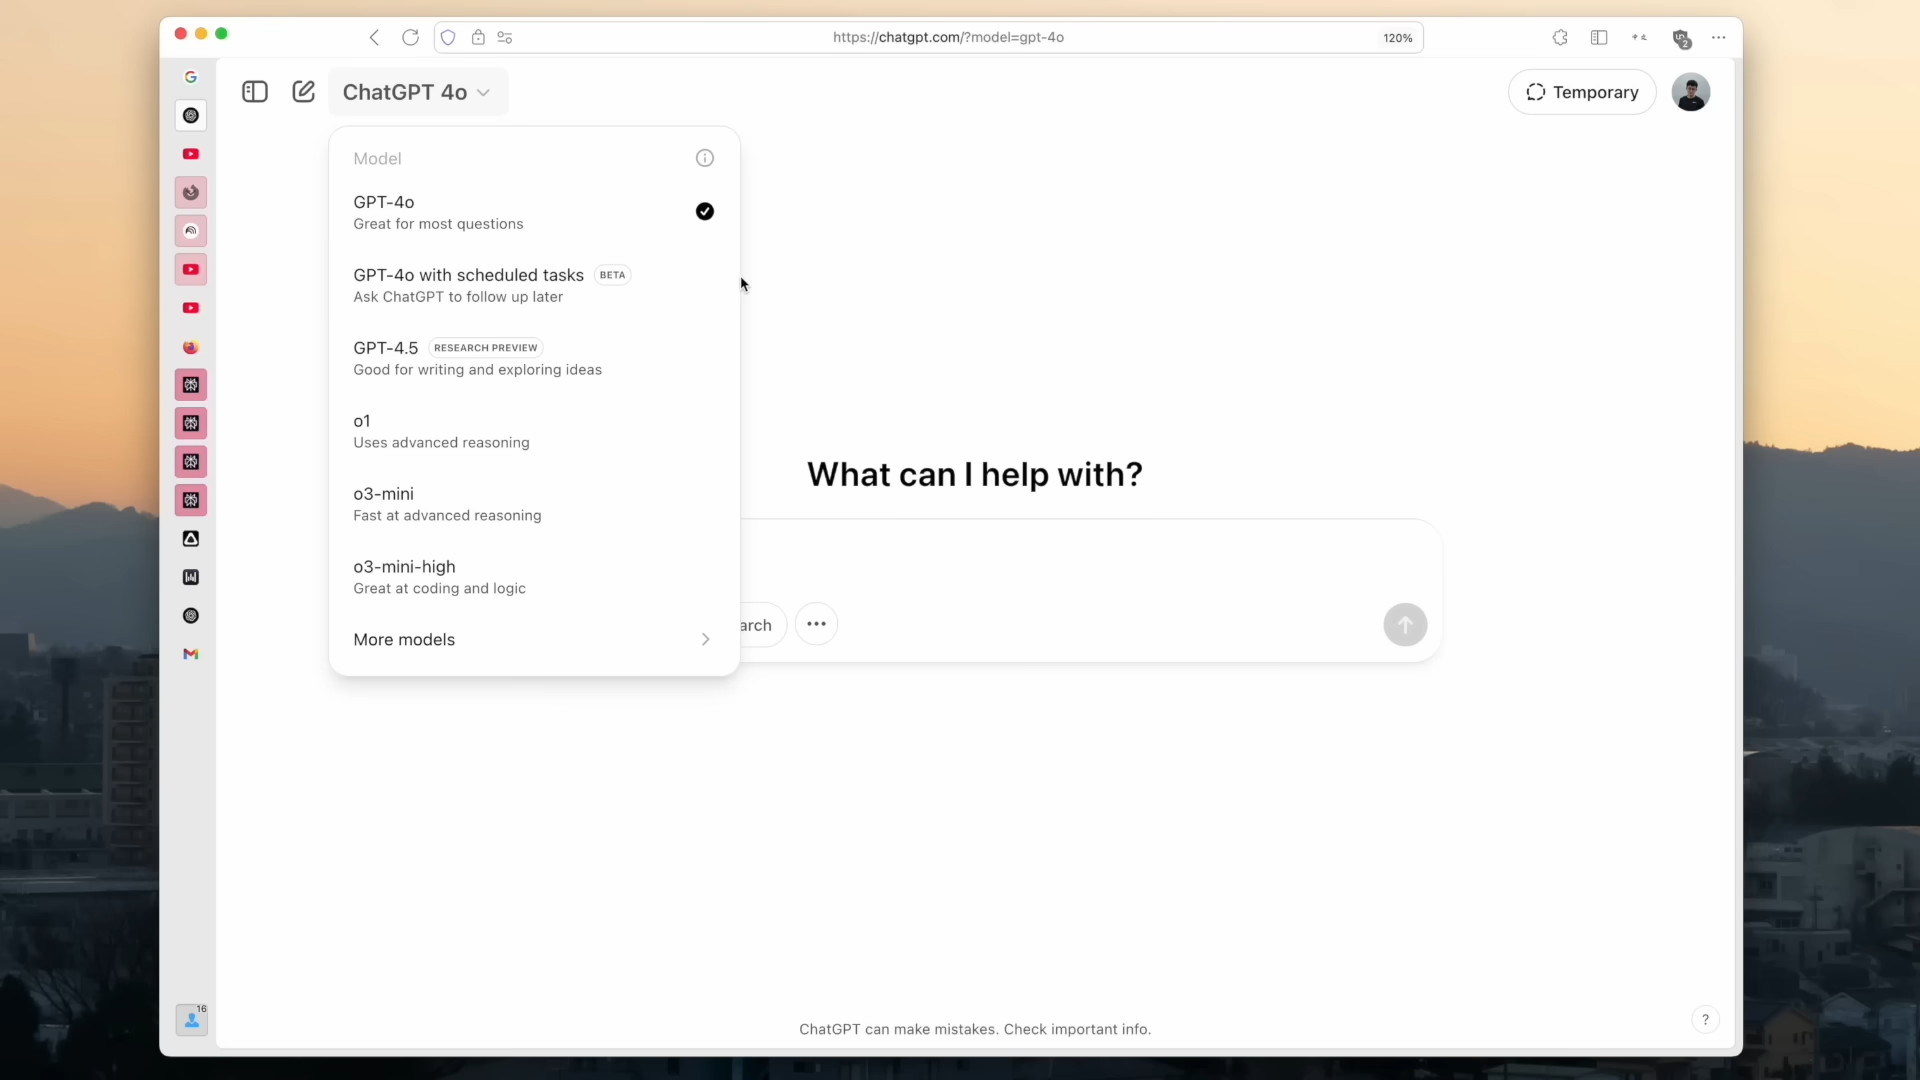 https://chatgpt.com/?model=gpt-4o
120%
2
ChatGPT 4o
Temporary
Model
GPT-4o
Great for most questions
GPT-4o with scheduled tasks BETA
Ask ChatGPT to follow up later
GPT-4.5 RESEARCH PREVIEW
Good for writing and exploring ideas
o1
Uses advanced reasoning
o3-mini
Fast at advanced reasoning
o3-mini-high
Great at coding and logic
More models
What can I help with?
arch
16
ChatGPT can make mistakes. Check important info.
?